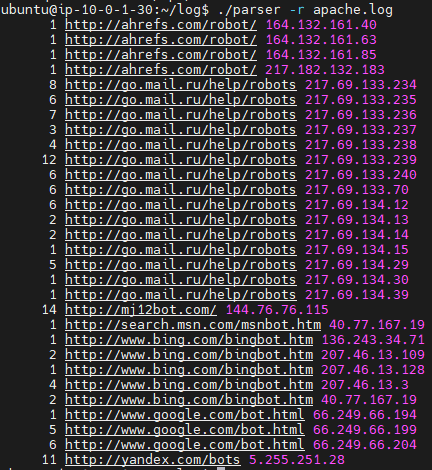 ubuntu@ip-10-0-1-30:~/log$ ./parser -r apache.log
1 http://ahrefs.com/robot/ 164.132.161.40
1 http://ahrefs.com/robot/ 164.132.161.63
1 http://ahrefs.com/robot/ 164.132.161.85
1 http://ahrefs.com/robot/ 217.182.132.183
8 http://go.mail.ru/help/robots 217.69.133.234
6 http://go.mail.ru/help/robots 217.69.133.235
7 http://go.mail.ru/help/robots 217.69.133.236
3 http://go.mail.ru/help/robots 217.69.133.237
4 http://go.mail.ru/help/robots 217.69.133.238
12 http://go.mail.ru/help/robots 217.69.133.239
6 http://go.mail.ru/help/robots 217.69.133.240
6 http://go.mail.ru/help/robots 217.69.133.70
6 http://go.mail.ru/help/robots 217.69.134.12
2 http://go.mail.ru/help/robots 217.69.134.13
2 http://go.mail.ru/help/robots 217.69.134.14
1 http://go.mail.ru/help/robots 217.69.134.15
5 http://go.mail.ru/help/robots 217.69.134.29
1 http://go.mail.ru/help/robots 217.69.134.30
1 http://go.mail.ru/help/robots 217.69.134.39
14 http://mj12bot.com/ 144.76.76.115
1 http://search.msn.com/msnbot.htm 40.77.167.19
1 http://www.bing.com/bingbot.htm 136.243.34.71
2 http://www.bing.com/bingbot.htm 207.46.13.109
1 http://www.bing.com/bingbot.htm 207.46.13.128
4 http://www.bing.com/bingbot.htm 207.46.13.3
2 http://www.bing.com/bingbot.htm 40.77.167.19
1 http://www.google.com/bot.html 66.249.66.194
5 http://www.google.com/bot.html 66.249.66.199
6 http://www.google.com/bot.html 66.249.66.204
11 http://yandex.com/bots 5.255.251.28